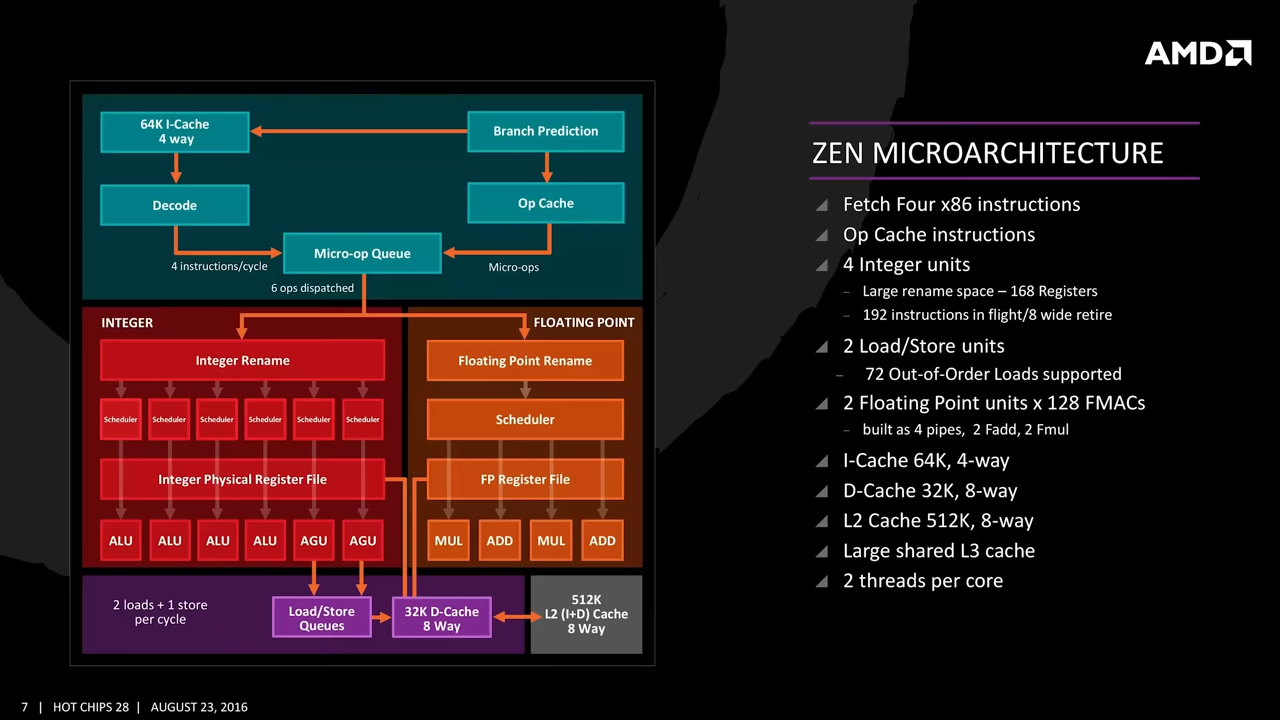 AMD
64K I-Cache
4 way
Branch Prediction
Decode
Op Cache
Micro-op Queue
4 instructions/cycle
Micro-ops
6 ops dispatched
INTEGER
FLOATING POINT
Integer Rename
Floating Point Rename
Scheduler
Scheduler
Scheduler
Scheduler
Scheduler
Scheduler
Scheduler
Integer Physical Register File
FP Register File
ALU
ALU
ALU
ALU
AGU
AGU
MUL
ADD
MUL
ADD
2 loads + 1 store
per cycle
Load/Store
Queues
32K D-Cache
8 Way
512K
L2 (I+D) Cache
8 Way
ZEN MICROARCHITECTURE
Fetch Four x86 instructions
Op Cache instructions
4 Integer units
– Large rename space – 168 Registers
– 192 instructions in flight/8 wide retire
2 Load/Store units
– 72 Out-of-Order Loads supported
2 Floating Point units x 128 FMACs
– built as 4 pipes, 2 Fadd, 2 Fmul
I-Cache 64K, 4-way
D-Cache 32K, 8-way
L2 Cache 512K, 8-way
Large shared L3 cache
2 threads per core
7 | HOT CHIPS 28 | AUGUST 23, 2016